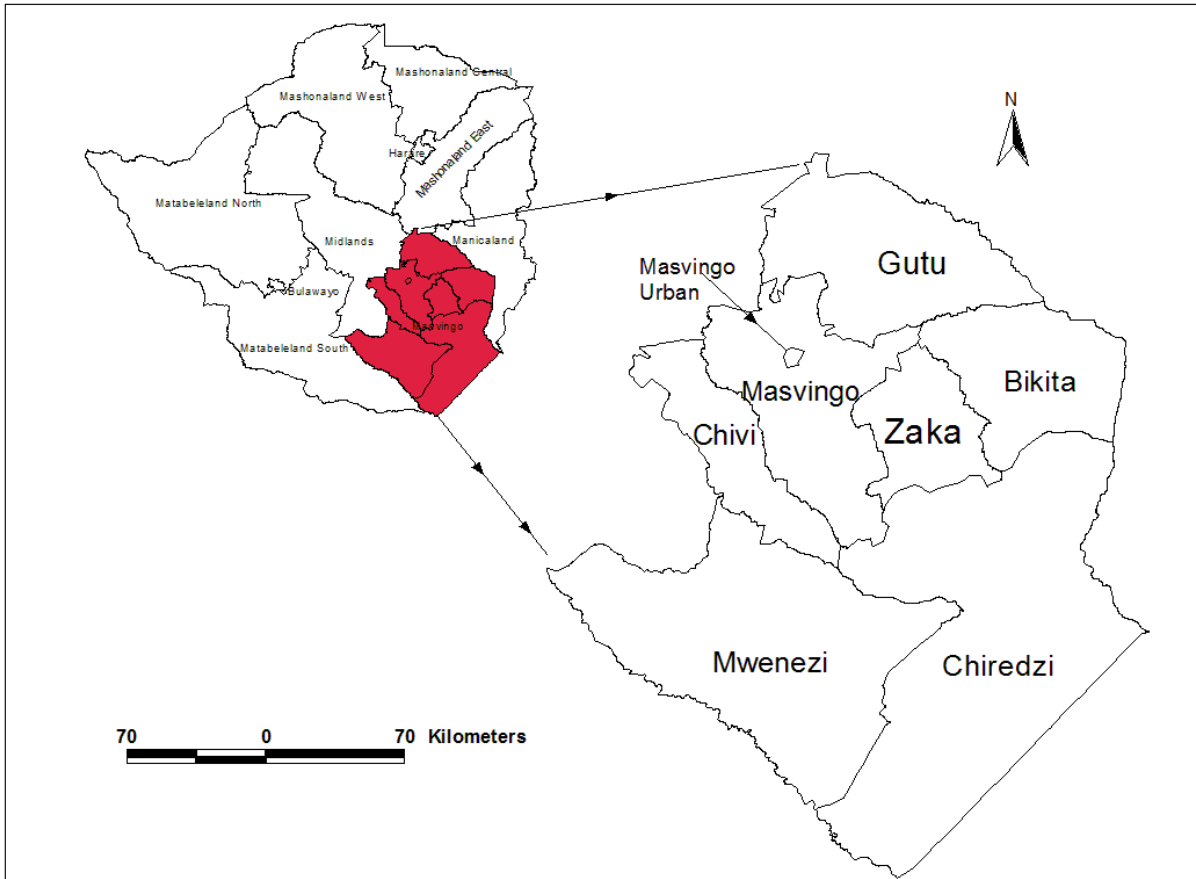 Mashonaland Central
Mashonaland West
Harare
Mashonaland East
Matabeleland North
Midlands
Manicaland
Bulawayo
Masvingo
Matabeleland South
N
Gutu
Masvingo
Urban
Bikita
Masvingo
Zaka
Chivi
Mwenezi
Chiredzi
70 0 70 Kilometers